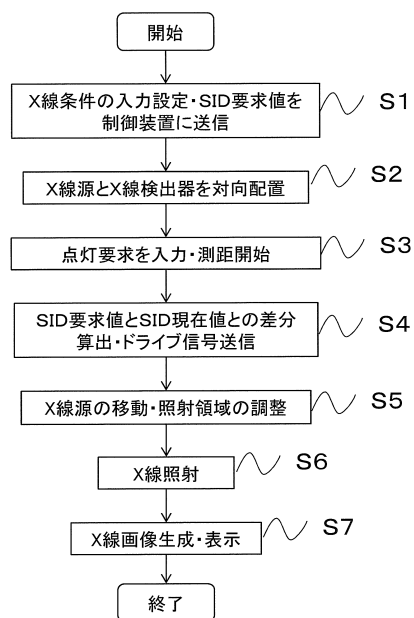 開始
X線条件の入力設定・SID要求値を
制御装置に送信
S1
X線源とX線検出器を対向配置
S2
点灯要求を入力・測距開始
S3
SID要求値とSID現在値との差分
算出・ドライブ信号送信
S4
X線源の移動・照射領域の調整
S5
X線照射
S6
X線画像生成・表示
S7
終了